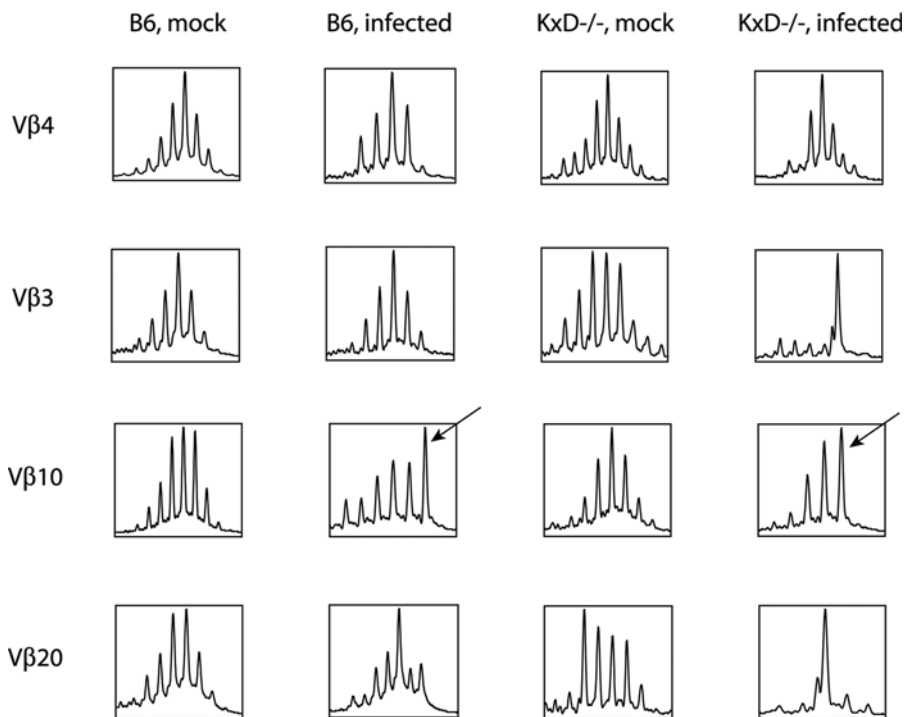 B6, mock B6, infected KxD-/-, mock KxD-/-, infected
Vβ4
Vβ3
Vβ10
Vβ20